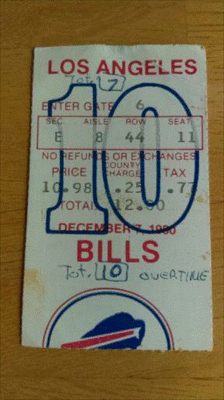 LOS ANGELES
Tot. 7
ENTER GATE 6
10
SEC. AISLE ROW SEAT
E 8 44 11
NO REFUNDS OR EXCHANGES
PRICE COUNTY CHARGE TAX
10.98 .25 .77
TOTAL $12.00
DECEMBER 7, 1980
BILLS
Tot. 10 OVERTIME